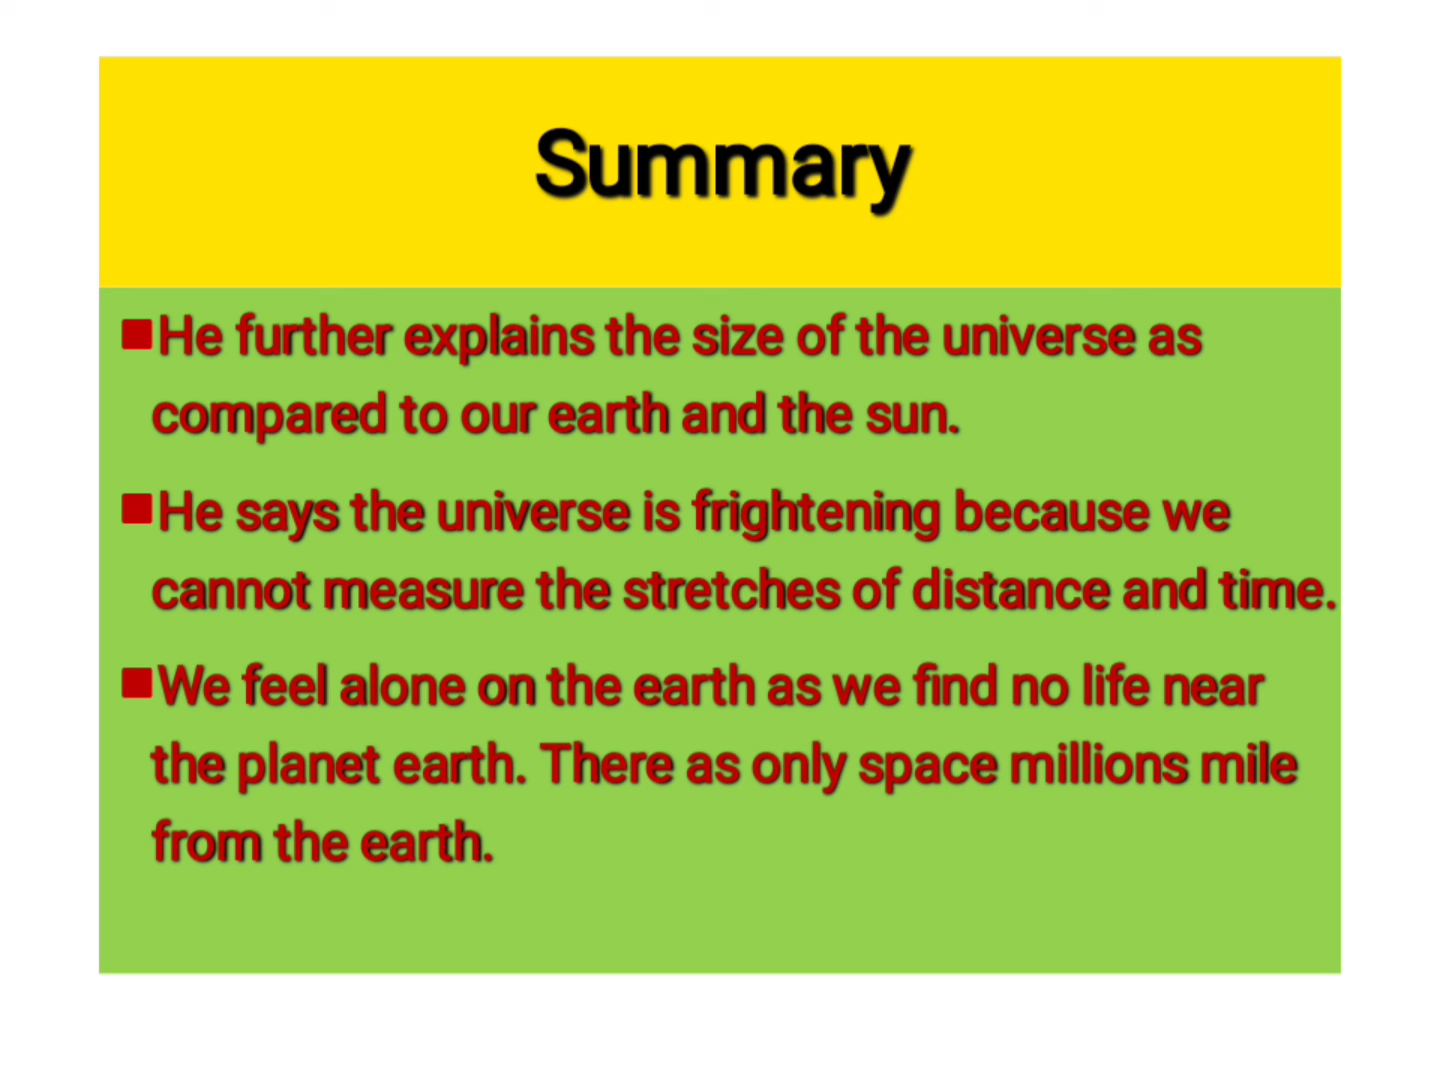 Summary
He further explains the size of the universe as
compared to our earth and the sun.
He says the universe is frightening because we
cannot measure the stretches of distance and time.
We feel alone on the earth as we find no life near
the planet earth. There as only space millions mile
from the earth.